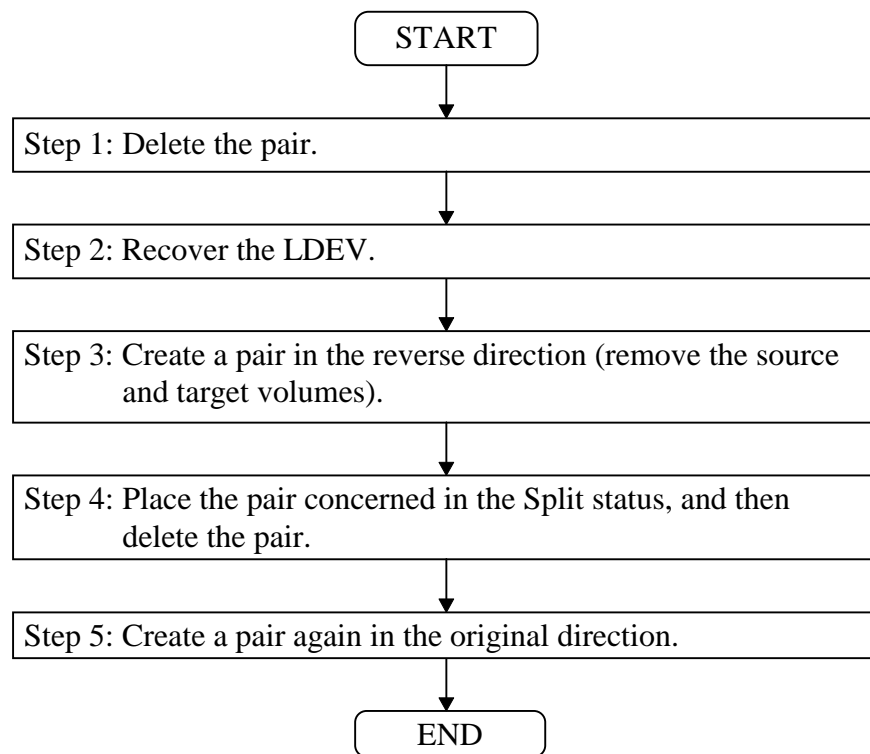 START
Step 1: Delete the pair.
Step 2: Recover the LDEV.
Step 3: Create a pair in the reverse direction (remove the source
and target volumes).
Step 4: Place the pair concerned in the Split status, and then
delete the pair.
Step 5: Create a pair again in the original direction.
END